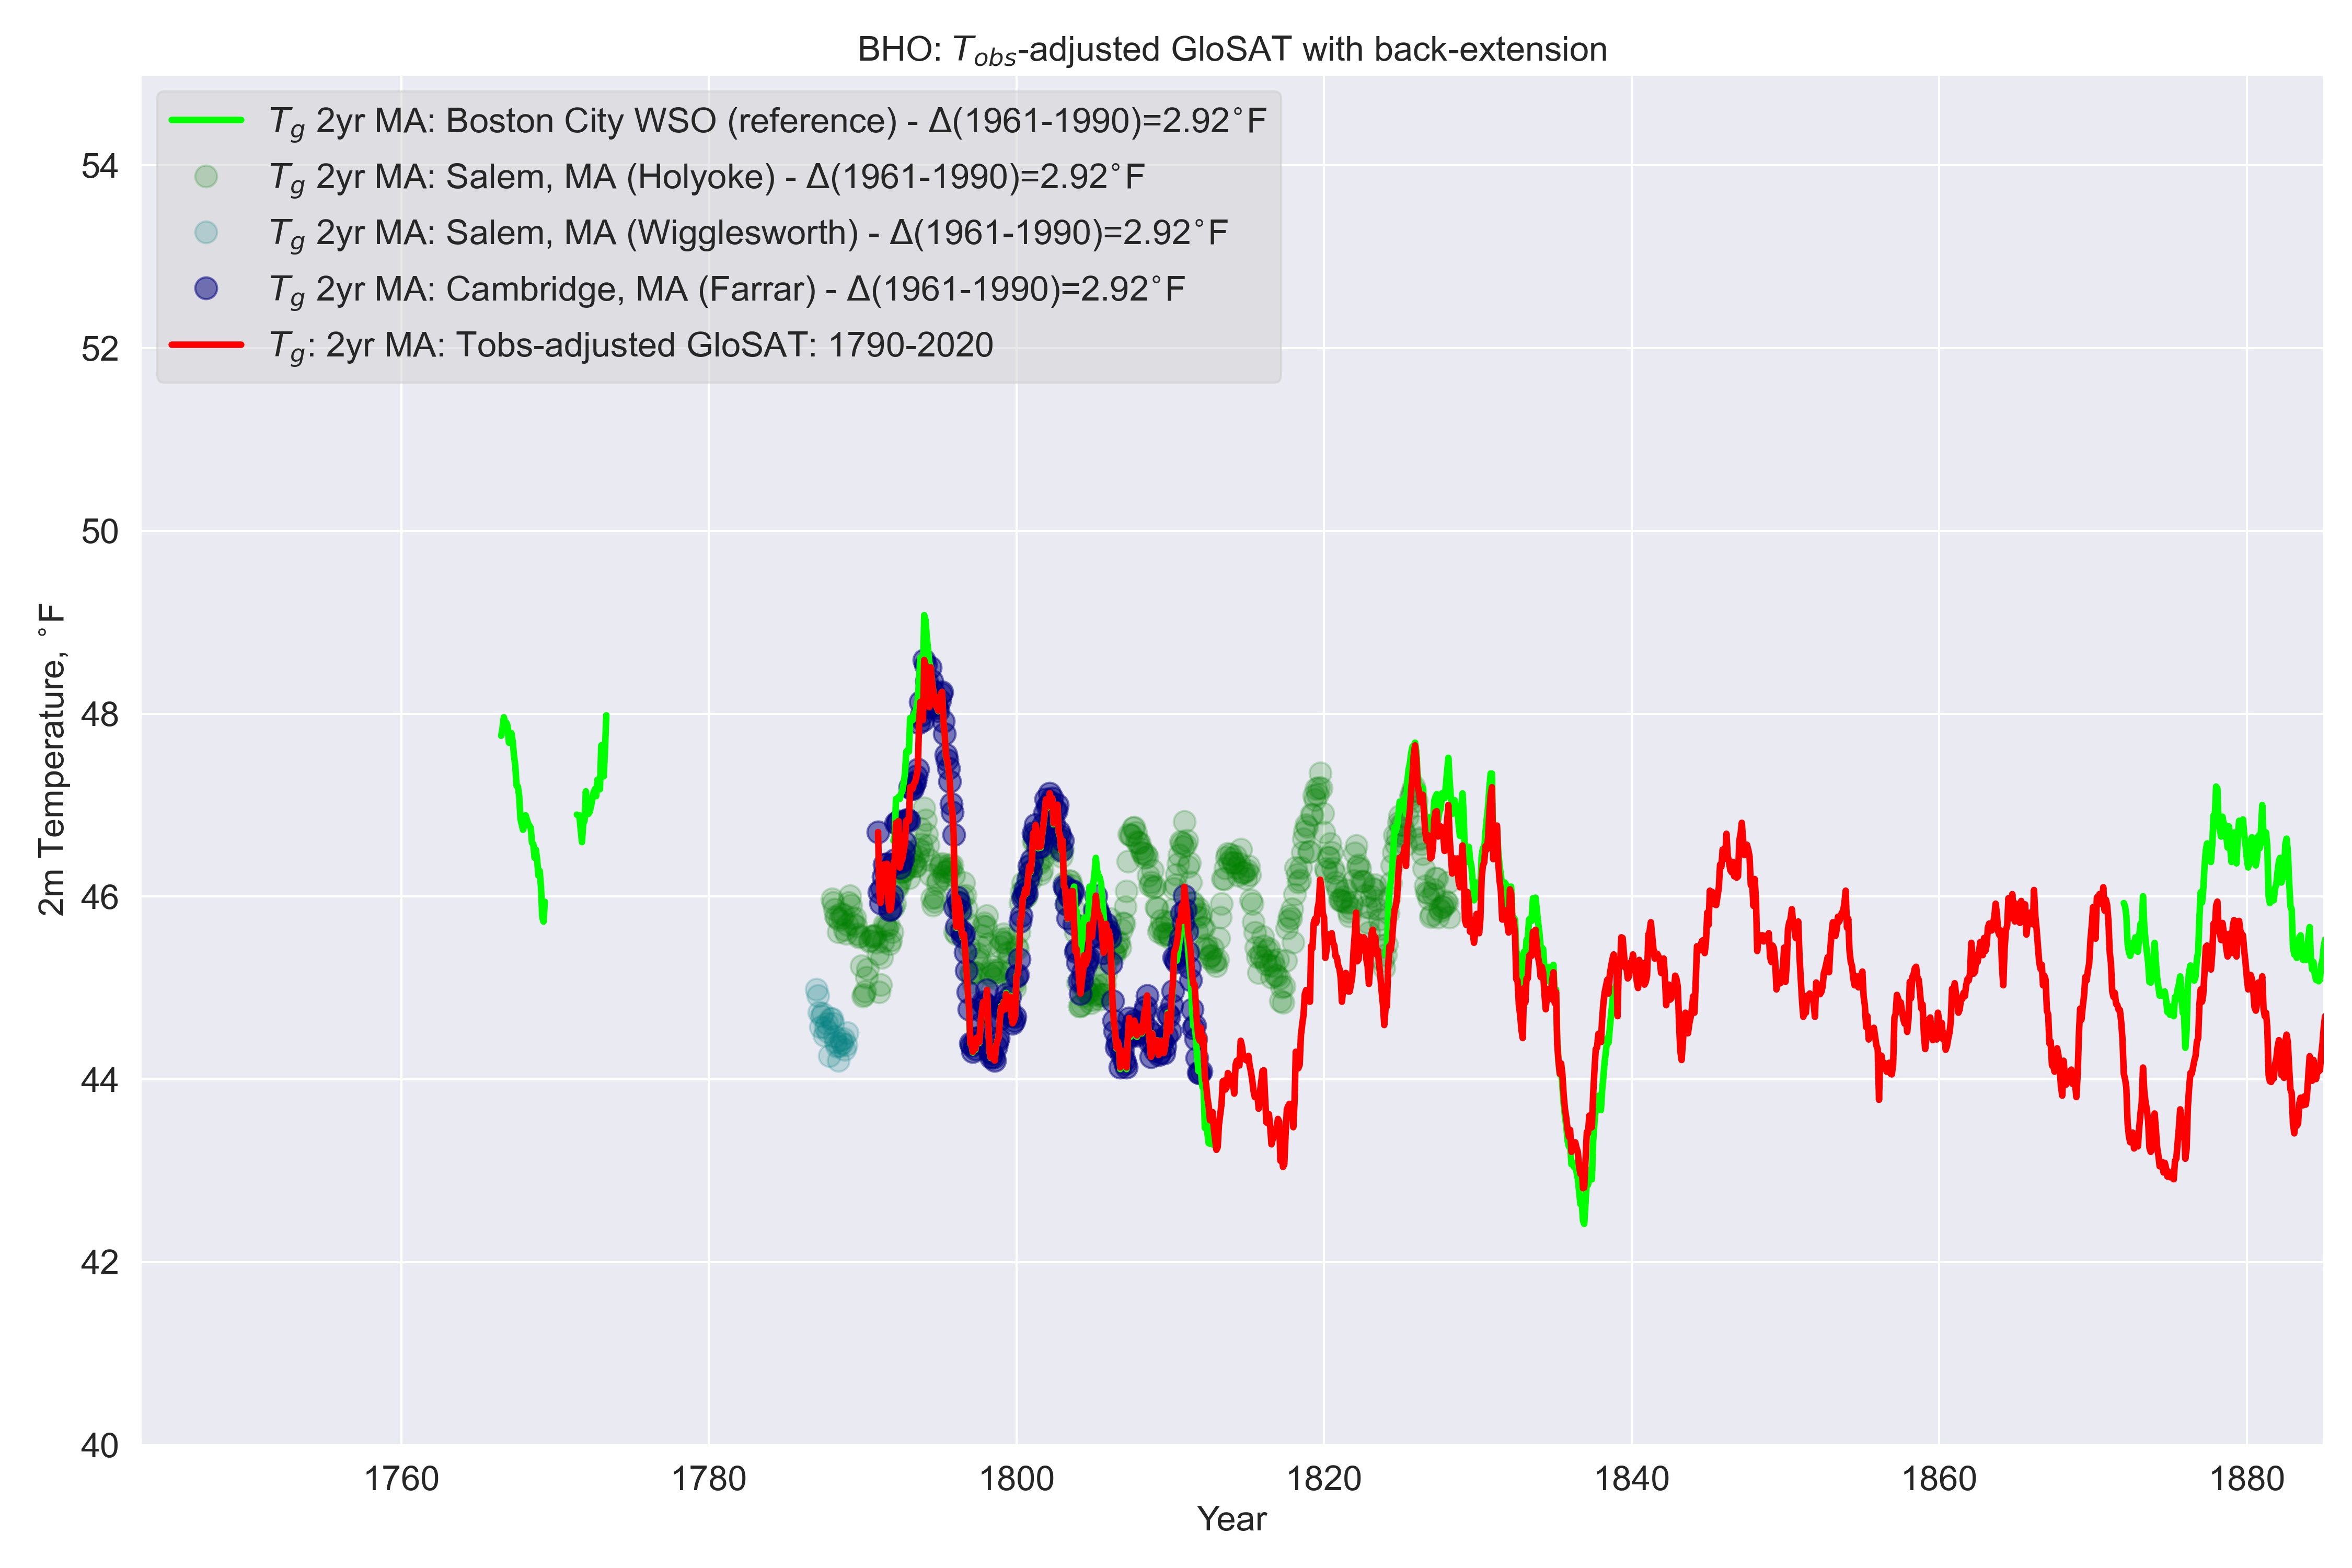 BHO: Tobs-adjusted GloSAT with back-extension
Tg 2yr MA: Boston City WSO (reference) - Δ(1961-1990)=2.92°F
Tg 2yr MA: Salem, MA (Holyoke) - Δ(1961-1990)=2.92°F
Tg 2yr MA: Salem, MA (Wigglesworth) - Δ(1961-1990)=2.92°F
Tg 2yr MA: Cambridge, MA (Farrar) - Δ(1961-1990)=2.92°F
Tg: 2yr MA: Tobs-adjusted GloSAT: 1790-2020
54
52
50
48
46
44
42
40
2m Temperature, °F
1760 1780 1800 1820 1840 1860 1880
Year